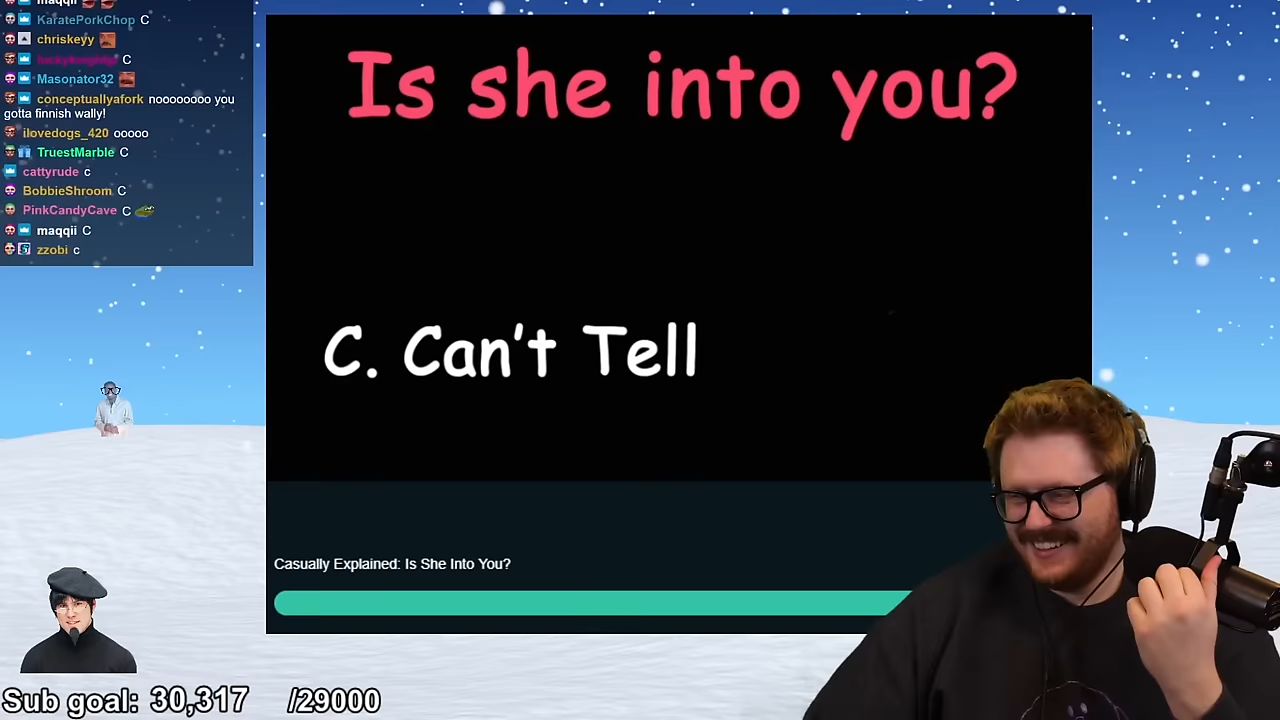 maqqii
KaratePorkChop C
chriskeyy
C
Masonator32
conceptuallyafork noooooooo you
gotta finnish wally!
ilovedogs_420 ooooo
TruestMarble C
cattyrude c
BobbieShroom C
PinkCandyCave C
maqqii C
zzobi c
Is she into you?
C. Can't Tell
Casually Explained: Is She Into You?
Sub goal: 30,317 /29000